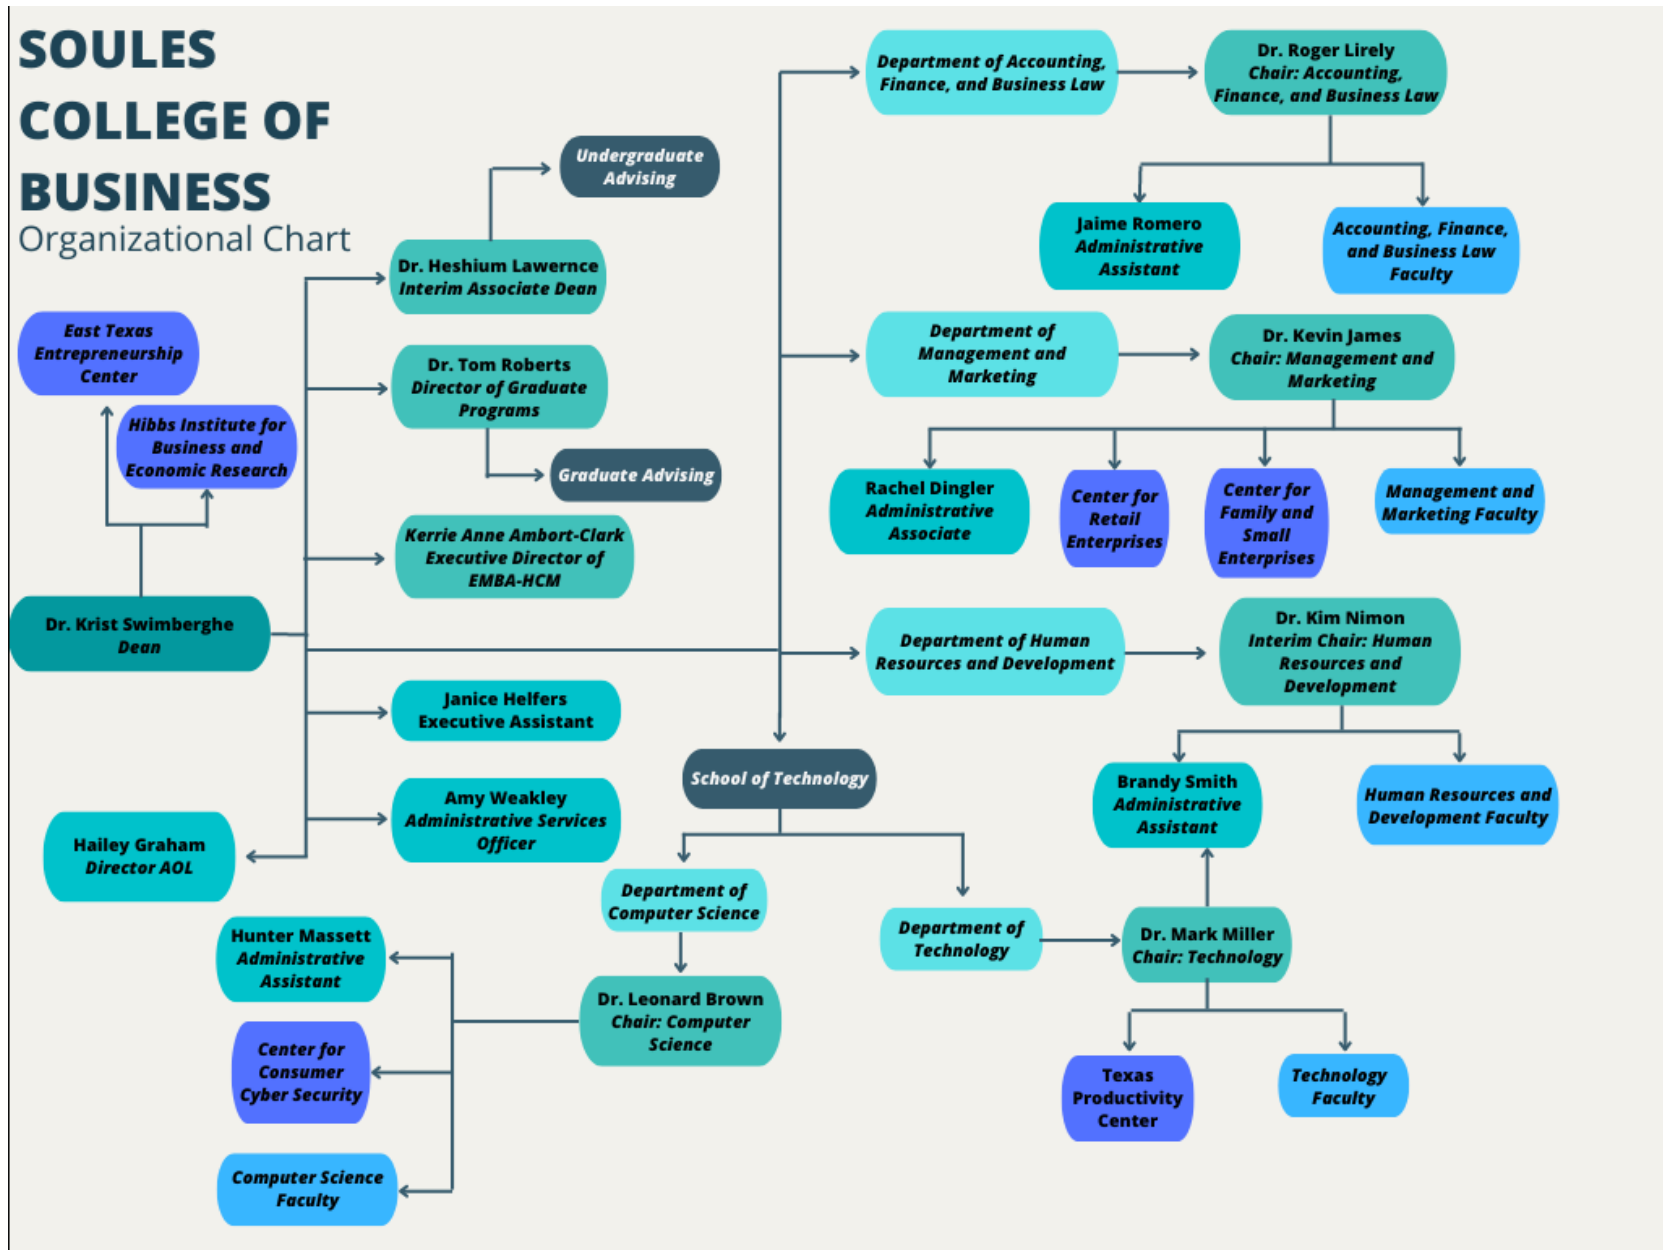 SOULES
COLLEGE OF
BUSINESS
Organizational Chart
Undergraduate
Advising
Dr. Heshium Lawernce
Interim Associate Dean
East Texas
Entrepreneurship
Center
Hibbs Institute for
Business and
Economic Research
Dr. Tom Roberts
Director of Graduate
Programs
Graduate Advising
Kerrie Anne Ambort-Clark
Executive Director of
EMBA-HCM
Dr. Krist Swimberghe
Dean
Janice Helfers
Executive Assistant
Amy Weakley
Administrative Services
Officer
Hailey Graham
Director AOL
Department of Accounting,
Finance, and Business Law
Dr. Roger Lirely
Chair: Accounting,
Finance, and Business Law
Jaime Romero
Administrative
Assistant
Accounting, Finance,
and Business Law
Faculty
Department of
Management and
Marketing
Dr. Kevin James
Chair: Management and
Marketing
Rachel Dingler
Administrative
Associate
Center for
Retail
Enterprises
Center for
Family and
Small
Enterprises
Management and
Marketing Faculty
Department of Human
Resources and Development
Dr. Kim Nimon
Interim Chair: Human
Resources and
Development
Brandy Smith
Administrative
Assistant
Human Resources and
Development Faculty
School of Technology
Department of
Computer Science
Department of
Technology
Dr. Mark Miller
Chair: Technology
Texas
Productivity
Center
Technology
Faculty
Dr. Leonard Brown
Chair: Computer
Science
Hunter Massett
Administrative
Assistant
Center for
Consumer
Cyber Security
Computer Science
Faculty